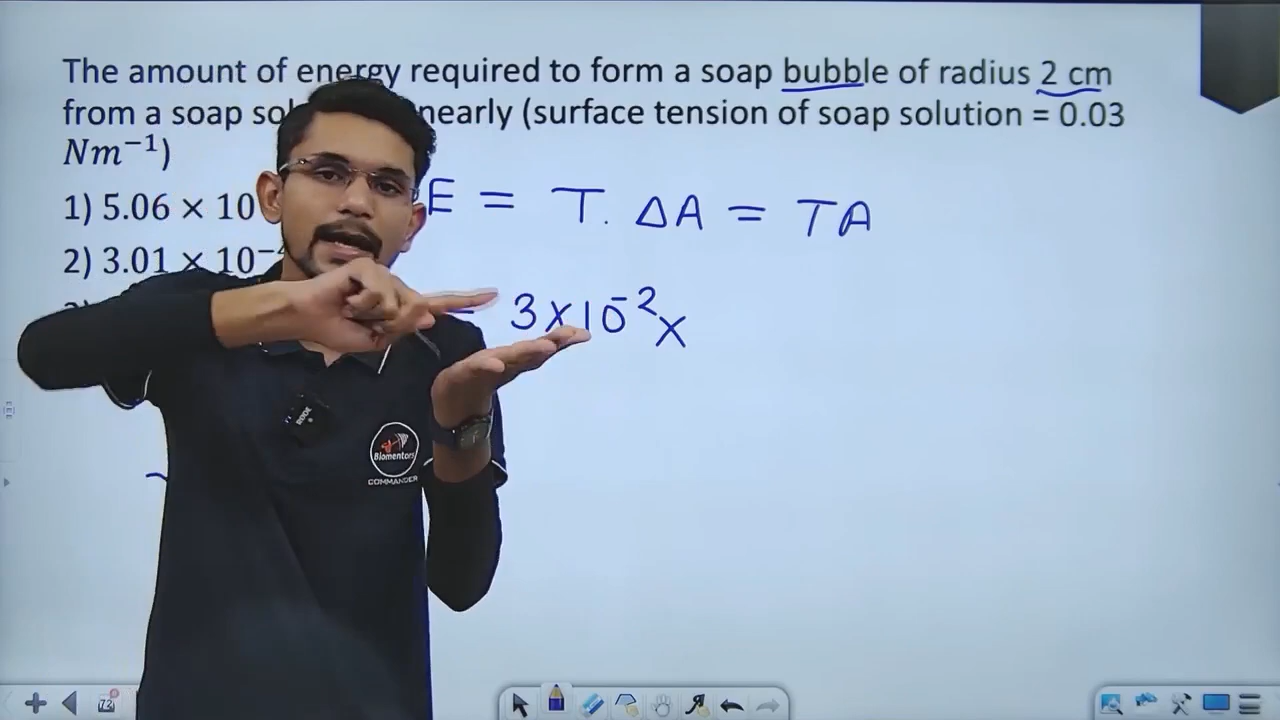 The amount of energy required to form a soap bubble of radius 2 cm
from a soap nearly (surface tension of soap solution = 0.03
Nm⁻¹)
1) 5.06 × 10
E = T. ΔA = TA
2) 3.01 × 10
3×10⁻² ×
RODE
Biomentors
COMMANDER
72